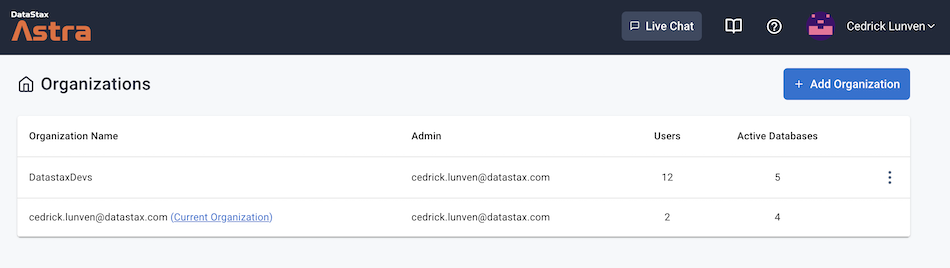 DataStax
Astra
Live Chat
Cedrick Lunven
Organizations
+ Add Organization
Organization Name Admin Users Active Databases
DatastaxDevs cedrick.lunven@datastax.com 12 5
cedrick.lunven@datastax.com (Current Organization) cedrick.lunven@datastax.com 2 4